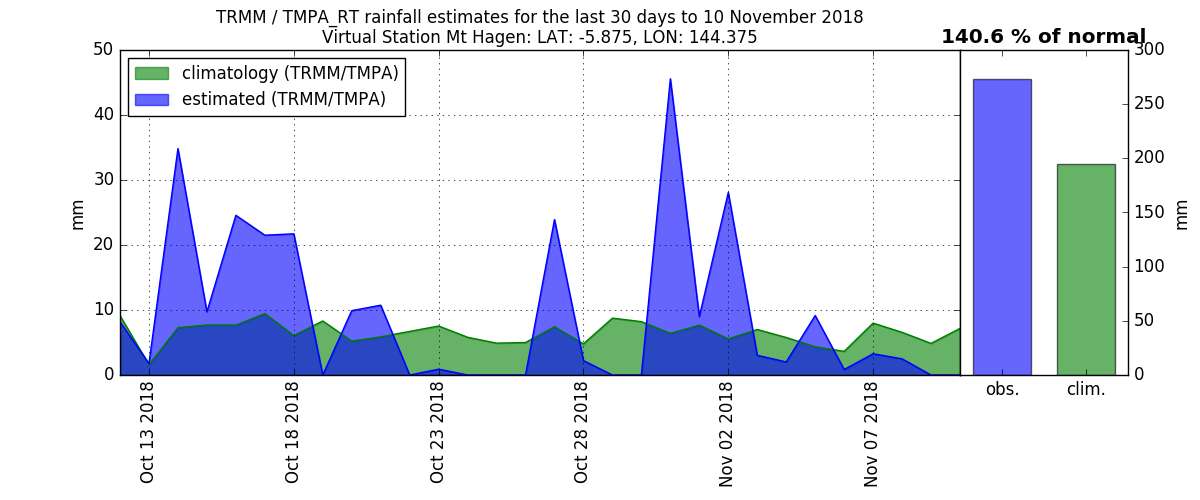 TRMM / TMPA_RT rainfall estimates for the last 30 days to 10 November 2018
Virtual Station Mt Hagen: LAT: -5.875, LON: 144.375
140.6 % of normal
climatology (TRMM/TMPA)
estimated (TRMM/TMPA)
mm
50
40
30
20
10
0
Oct 13 2018
Oct 18 2018
Oct 23 2018
Oct 28 2018
Nov 02 2018
Nov 07 2018
obs.
clim.
300
250
200
150
100
50
0
mm